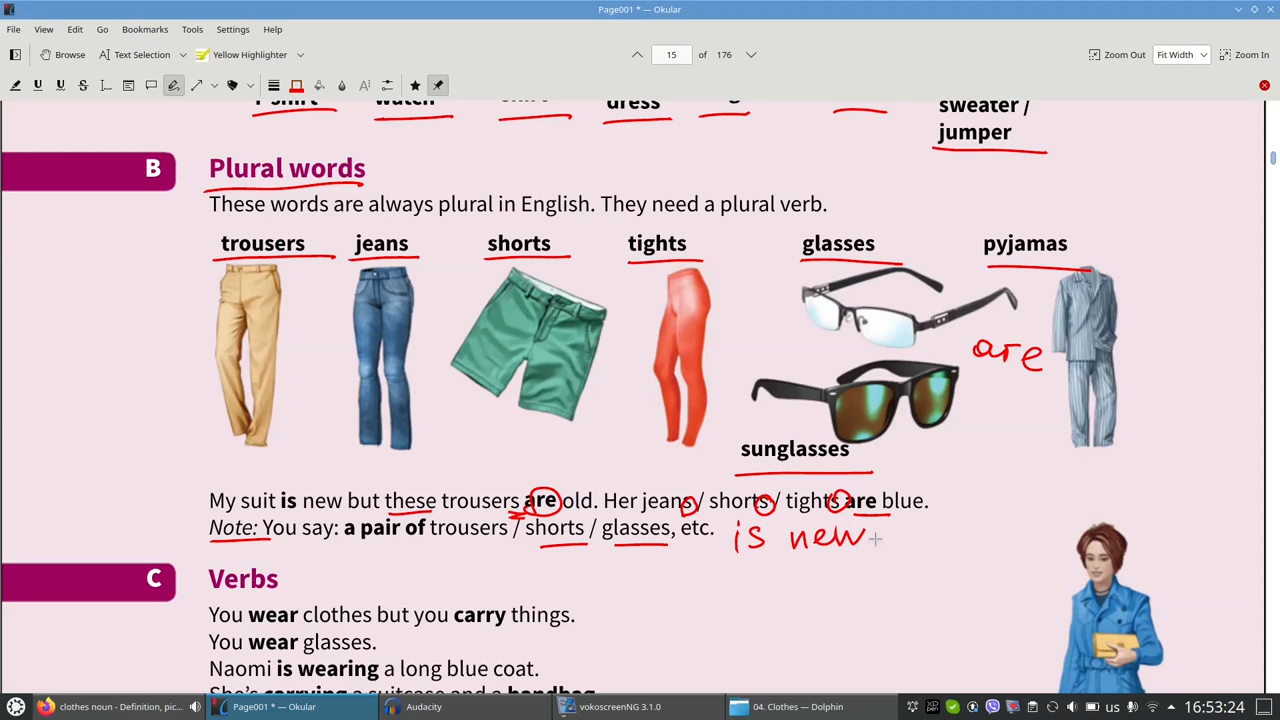 Page001 * — Okular
File View Edit Go Bookmarks Tools Settings Help
Browse Text Selection Yellow Highlighter 15 of 176 Zoom Out Fit Width Zoom In
dress
sweater /
jumper
B Plural words
These words are always plural in English. They need a plural verb.
trousers jeans shorts tights glasses pyjamas
are
sunglasses
My suit is new but these trousers are old. Her jeans / shorts / tights are blue.
Note: You say: a pair of trousers / shorts / glasses, etc.
is new
C Verbs
You wear clothes but you carry things.
You wear glasses.
Naomi is wearing a long blue coat.
She's carrying a suitcase and a handbag
clothes noun - Definition, pic... Page001 * — Okular Audacity vokoscreenNG 3.1.0 04. Clothes — Dolphin us 16:53:24